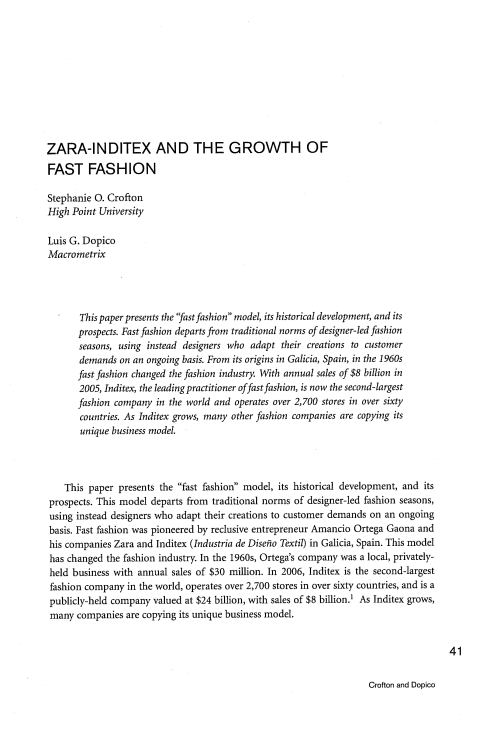 ZARA-INDITEX AND THE GROWTH OF
FAST FASHION
Stephanie O. Crofton
High Point University
Luis G. Dopico
Macrometrix
This paper presents the "fast fashion" model, its historical development, and its
prospects. Fast fashion departs from traditional norms of designer-led fashion
seasons, using instead designers who adapt their creations to customer
demands on an ongoing basis. From its origins in Galicia, Spain, in the 1960s
fast fashion changed the fashion industry. With annual sales of $8 billion in
2005, Inditex, the leading practitioner of fast fashion, is now the second-largest
fashion company in the world and operates over 2,700 stores in over sixty
countries. As Inditex grows, many other fashion companies are copying its
unique business model.
This paper presents the "fast fashion" model, its historical development, and its
prospects. This model departs from traditional norms of designer-led fashion seasons,
using instead designers who adapt their creations to customer demands on an ongoing
basis. Fast fashion was pioneered by reclusive entrepreneur Amancio Ortega Gaona and
his companies Zara and Inditex (Industria de Diseño Textil) in Galicia, Spain. This model
has changed the fashion industry. In the 1960s, Ortega's company was a local, privately-
held business with annual sales of $30 million. In 2006, Inditex is the second-largest
fashion company in the world, operates over 2,700 stores in over sixty countries, and is a
publicly-held company valued at $24 billion, with sales of $8 billion.¹ As Inditex grows,
many companies are copying its unique business model.
41
Crofton and Dopico